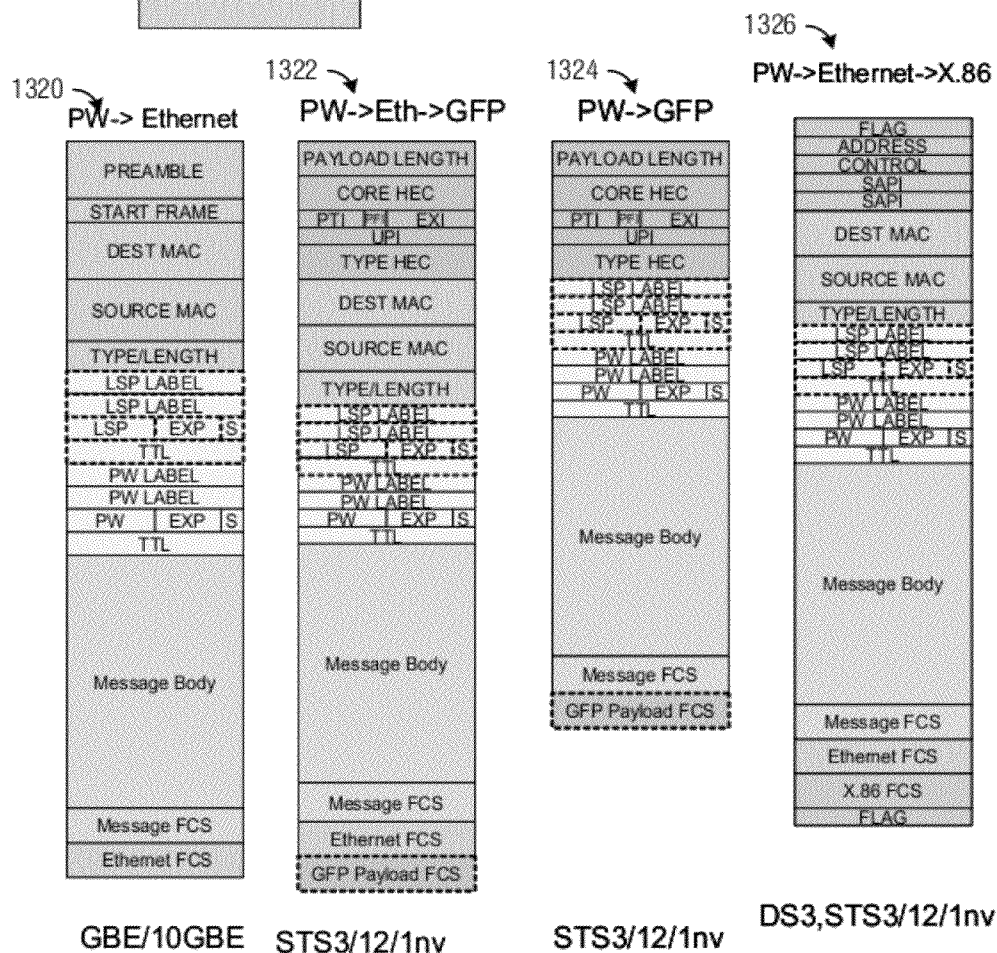 1320
PW-> Ethernet
PREAMBLE
START FRAME
DEST MAC
SOURCE MAC
TYPE/LENGTH
LSP LABEL
LSP LABEL
LSP EXP S
TTL
PW LABEL
PW LABEL
PW EXP S
TTL
Message Body
Message FCS
Ethernet FCS
GBE/10GBE
1322
PW->Eth->GFP
PAYLOAD LENGTH
CORE HEC
PTI PFI EXI
UPI
TYPE HEC
DEST MAC
SOURCE MAC
TYPE/LENGTH
LSP LABEL
LSP LABEL
LSP EXP S
TTL
PW LABEL
PW LABEL
PW EXP S
TTL
Message Body
Message FCS
Ethernet FCS
GFP Payload FCS
STS3/12/1nv
1324
PW->GFP
PAYLOAD LENGTH
CORE HEC
PTI PFI EXI
UPI
TYPE HEC
LSP LABEL
LSP LABEL
LSP EXP S
TTL
PW LABEL
PW LABEL
PW EXP S
TTL
Message Body
Message FCS
GFP Payload FCS
STS3/12/1nv
1326
PW->Ethernet->X.86
FLAG
ADDRESS
CONTROL
SAPI
SAPI
DEST MAC
SOURCE MAC
TYPE/LENGTH
LSP LABEL
LSP LABEL
LSP EXP S
TTL
PW LABEL
PW LABEL
PW EXP S
TTL
Message Body
Message FCS
Ethernet FCS
X.86 FCS
FLAG
DS3,STS3/12/1nv